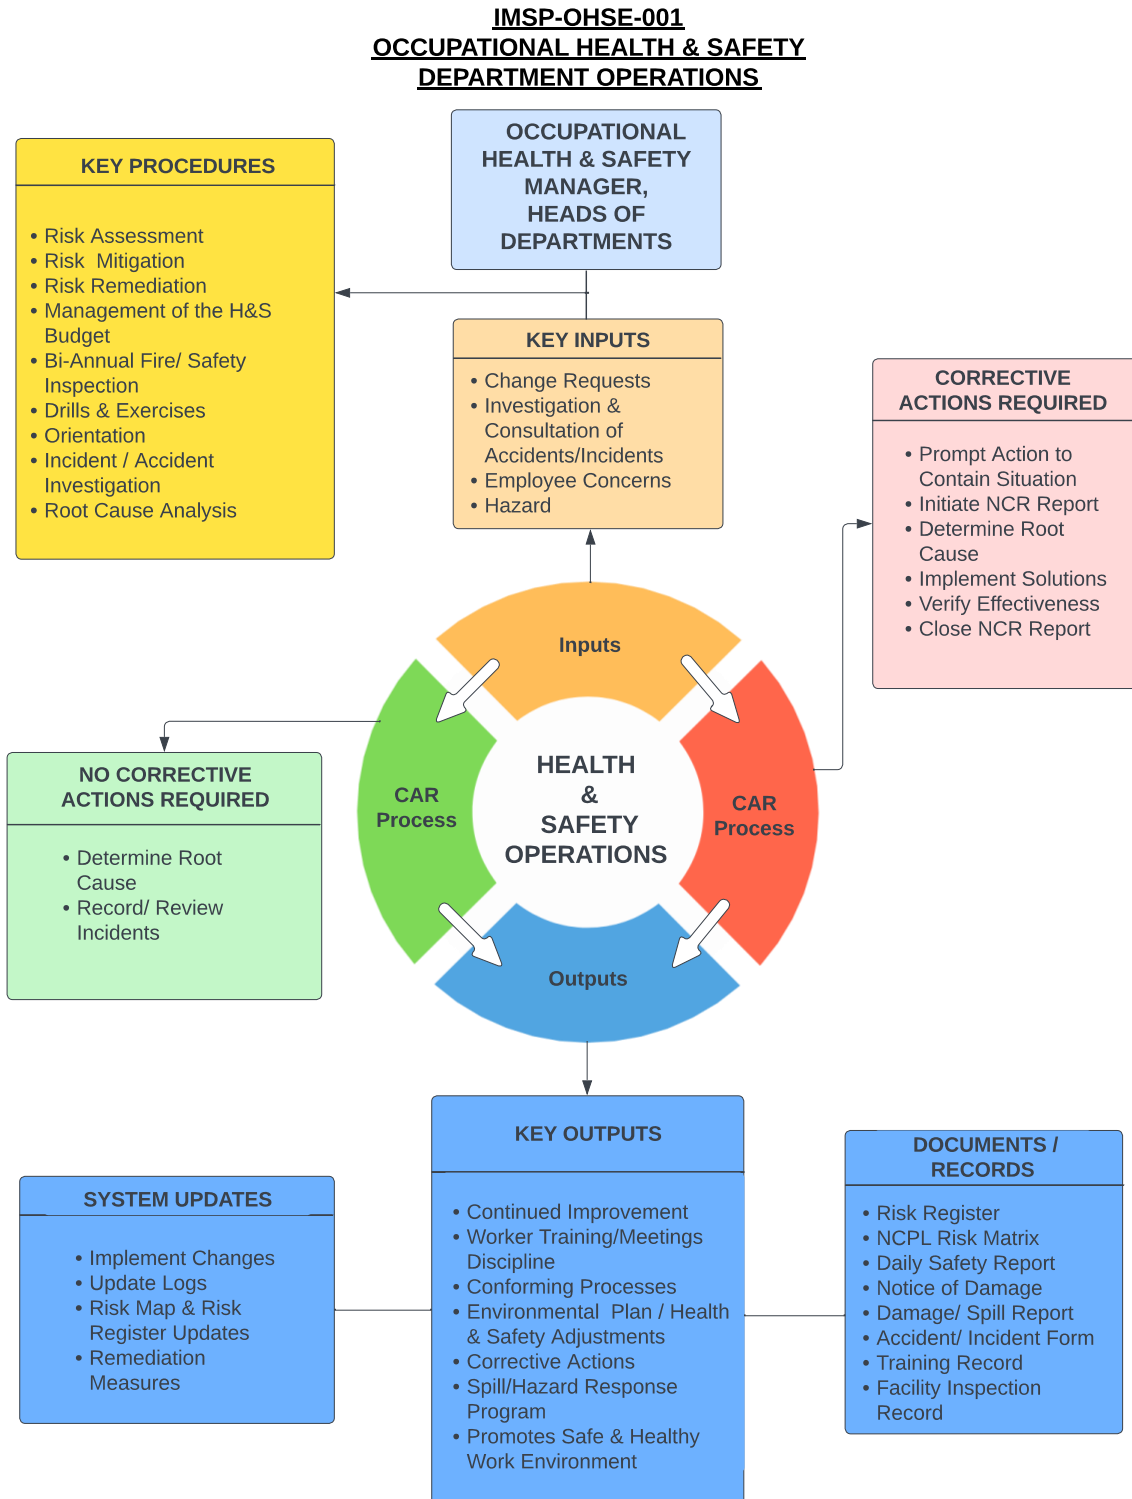 IMSP-OHSE-001
OCCUPATIONAL HEALTH & SAFETY
DEPARTMENT OPERATIONS
OCCUPATIONAL
HEALTH & SAFETY
MANAGER,
HEADS OF
DEPARTMENTS
KEY PROCEDURES
• Risk Assessment
• Risk  Mitigation
• Risk Remediation
• Management of the H&S
Budget
• Bi-Annual Fire/ Safety
Inspection
• Drills & Exercises
• Orientation
• Incident / Accident
Investigation
• Root Cause Analysis
KEY INPUTS
• Change Requests
• Investigation &
Consultation of
Accidents/Incidents
• Employee Concerns
• Hazard
CORRECTIVE
ACTIONS REQUIRED
• Prompt Action to
Contain Situation
• Initiate NCR Report
• Determine Root
Cause
• Implement Solutions
• Verify Effectiveness
• Close NCR Report
Inputs
CAR
Process
HEALTH
&
SAFETY
OPERATIONS
CAR
Process
Outputs
NO CORRECTIVE
ACTIONS REQUIRED
• Determine Root
Cause
• Record/ Review
Incidents
KEY OUTPUTS
• Continued Improvement
• Worker Training/Meetings
Discipline
• Conforming Processes
• Environmental  Plan / Health
& Safety Adjustments
• Corrective Actions
• Spill/Hazard Response
Program
• Promotes Safe & Healthy
Work Environment
SYSTEM UPDATES
• Implement Changes
• Update Logs
• Risk Map & Risk
Register Updates
• Remediation
Measures
DOCUMENTS /
RECORDS
• Risk Register
• NCPL Risk Matrix
• Daily Safety Report
• Notice of Damage
• Damage/ Spill Report
• Accident/ Incident Form
• Training Record
• Facility Inspection
Record